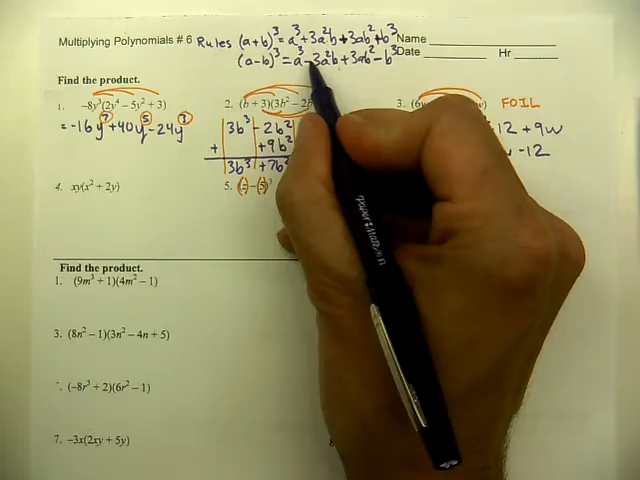 Multiplying Polynomials # 6 Rules (a+b)³ = a³+3a²b+3ab²+b³ Name
(a-b)³ = a³-3a²b+3ab²-b³ Date Hr
Find the product.
1. -8y³(2y⁴ - 5y² + 3) 2. (b + 3)(3b² - 2b 3. (6w FOIL
= -16y⁷+40y⁵-24y³ 3b³ -2b² 12 + 9w
+ +9b² -12
3b³ +7b²
4. xy(x² + 2y) 5. (z) - (5)³
Find the product.
1. (9m³ + 1)(4m² - 1)
3. (8n² - 1)(3n² - 4n + 5)
(-8r³ + 2)(6r² - 1)
7. -3x(2xy + 5y)